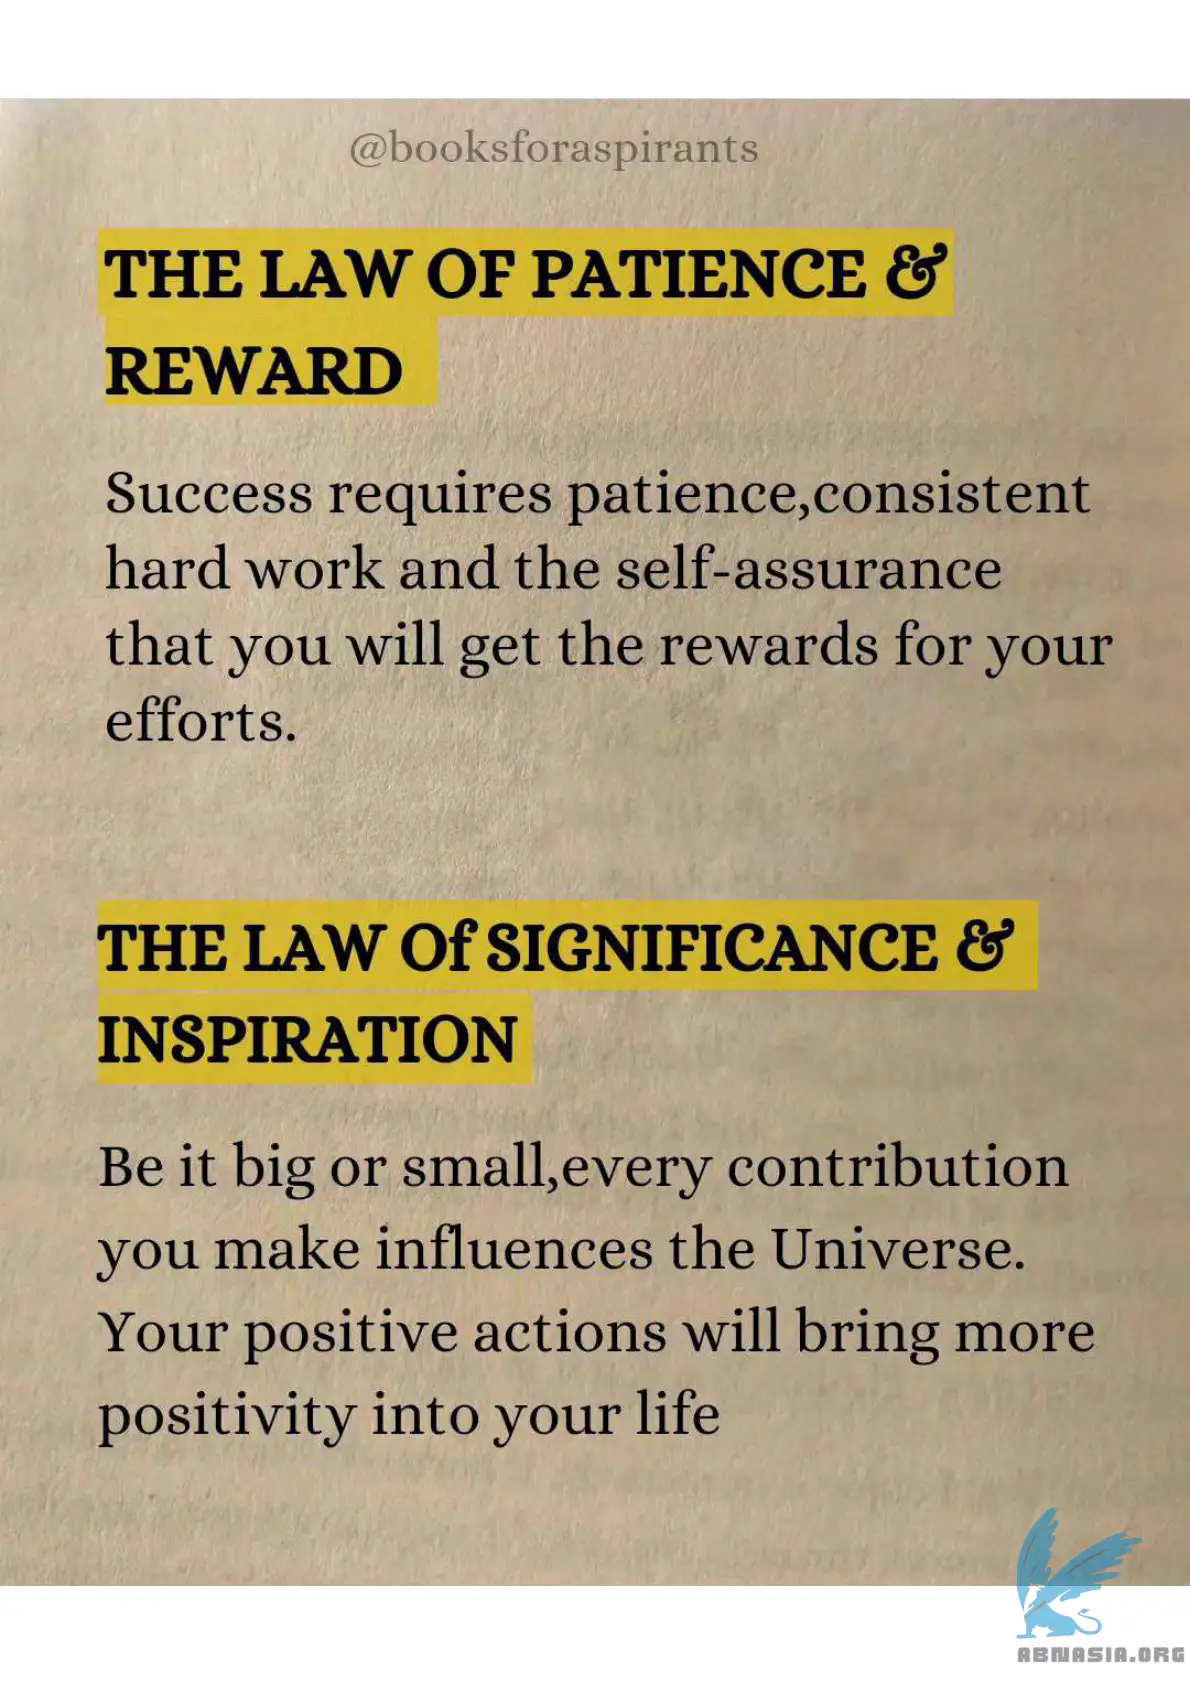 @booksforaspirants
THE LAW OF PATIENCE &
REWARD
Success requires patience,consistent
hard work and the self-assurance
that you will get the rewards for your
efforts.
THE LAW Of SIGNIFICANCE &
INSPIRATION
Be it big or small,every contribution
you make influences the Universe.
Your positive actions will bring more
positivity into your life
ABNASIA.ORG